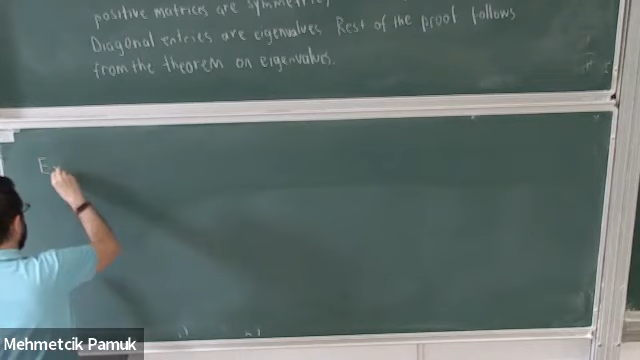 positive matrices are symmetric,
Diagonal entries are eigenvalues. Rest of the proof follows
from the theorem on eigenvalues.
Ex
Mehmetcik Pamuk